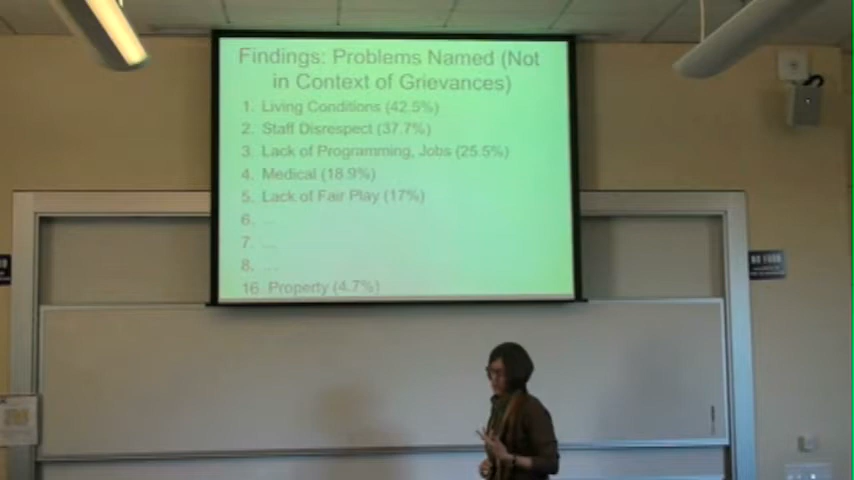 Findings: Problems Named (Not
in Context of Grievances)
1. Living Conditions (42.5%)
2. Staff Disrespect (37.7%)
3. Lack of Programming, Jobs (25.5%)
4. Medical (18.9%)
5. Lack of Fair Play (17%)
6. ...
7. ...
8. ...
16. Property (4.7%)
NO FOOD